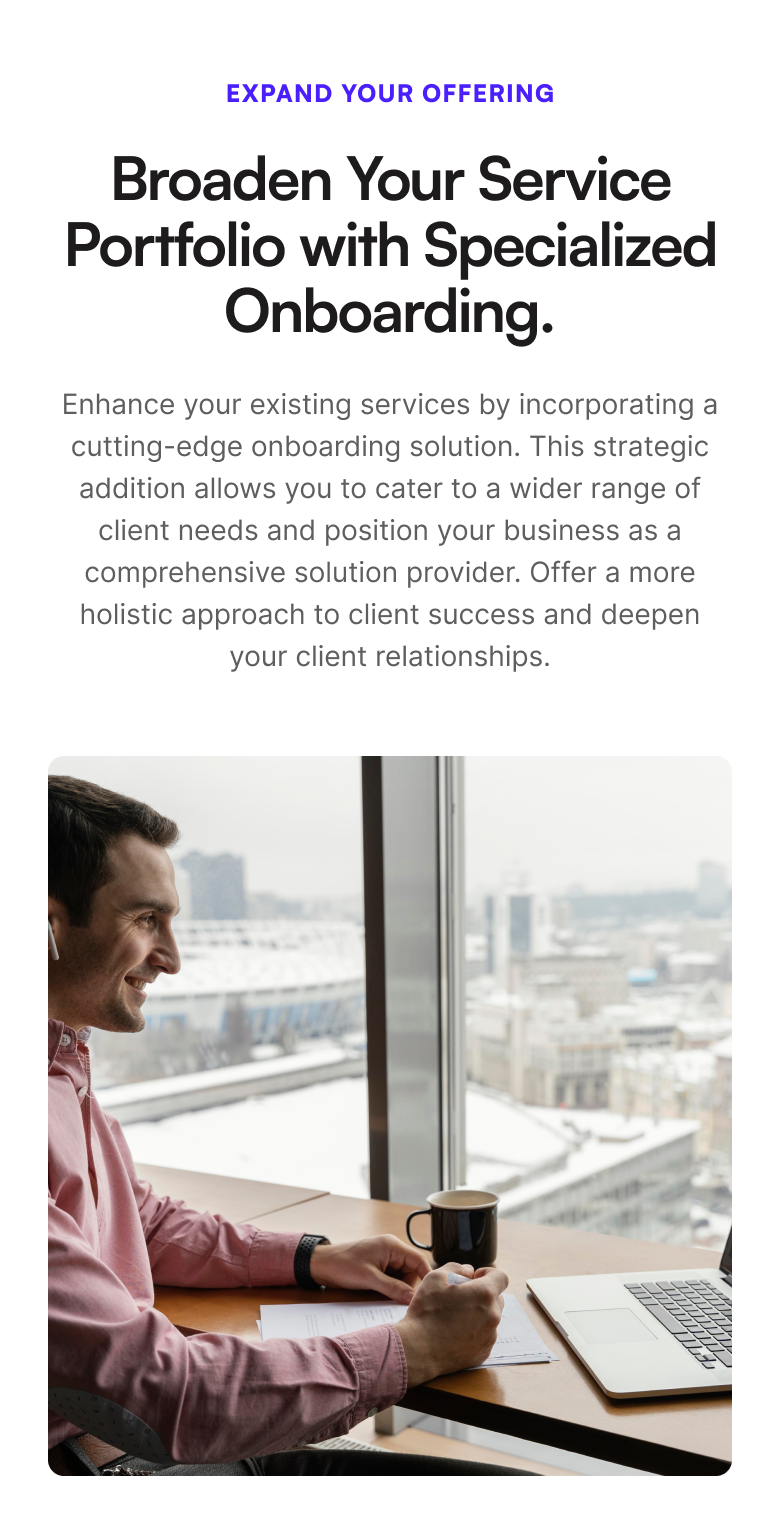 EXPAND YOUR OFFERING
Broaden Your Service
Portfolio with Specialized
Onboarding.
Enhance your existing services by incorporating a
cutting-edge onboarding solution. This strategic
addition allows you to cater to a wider range of
client needs and position your business as a
comprehensive solution provider. Offer a more
holistic approach to client success and deepen
your client relationships.